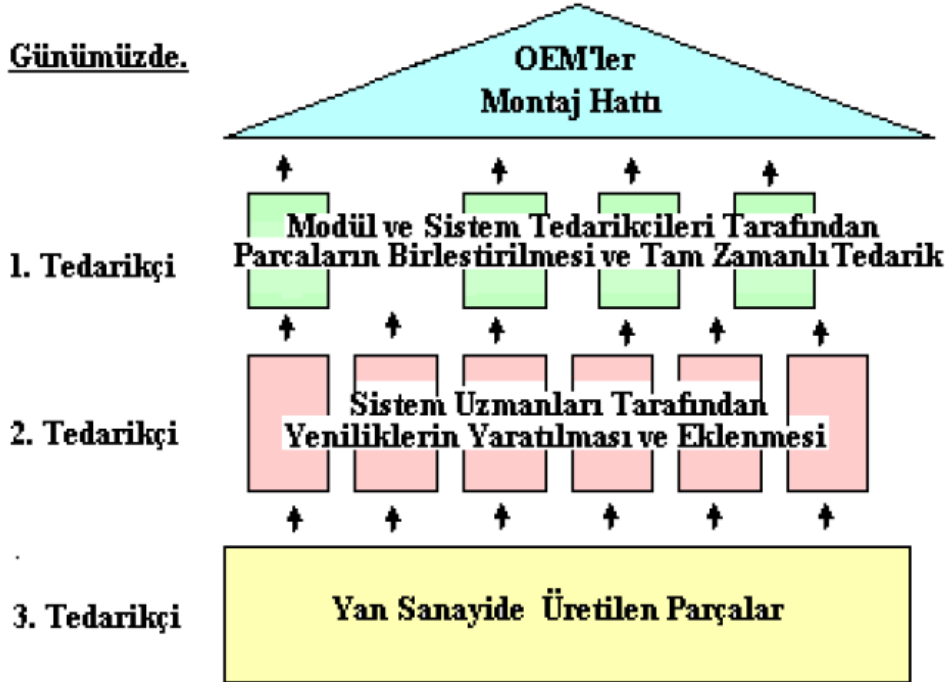 Günümüzde.
OEM'ler
Montaj Hattı
1. Tedarikçi
Modül ve Sistem Tedarikcileri Tarafından
Parcaların Birlestirilmesi ve Tam Zamanlı Tedarik
2. Tedarikçi
Sistem Uzmanları Tarafından
Yeniliklerin Yaratılması ve Eklenmesi
3. Tedarikçi
Yan Sanayide Üretilen Parçalar